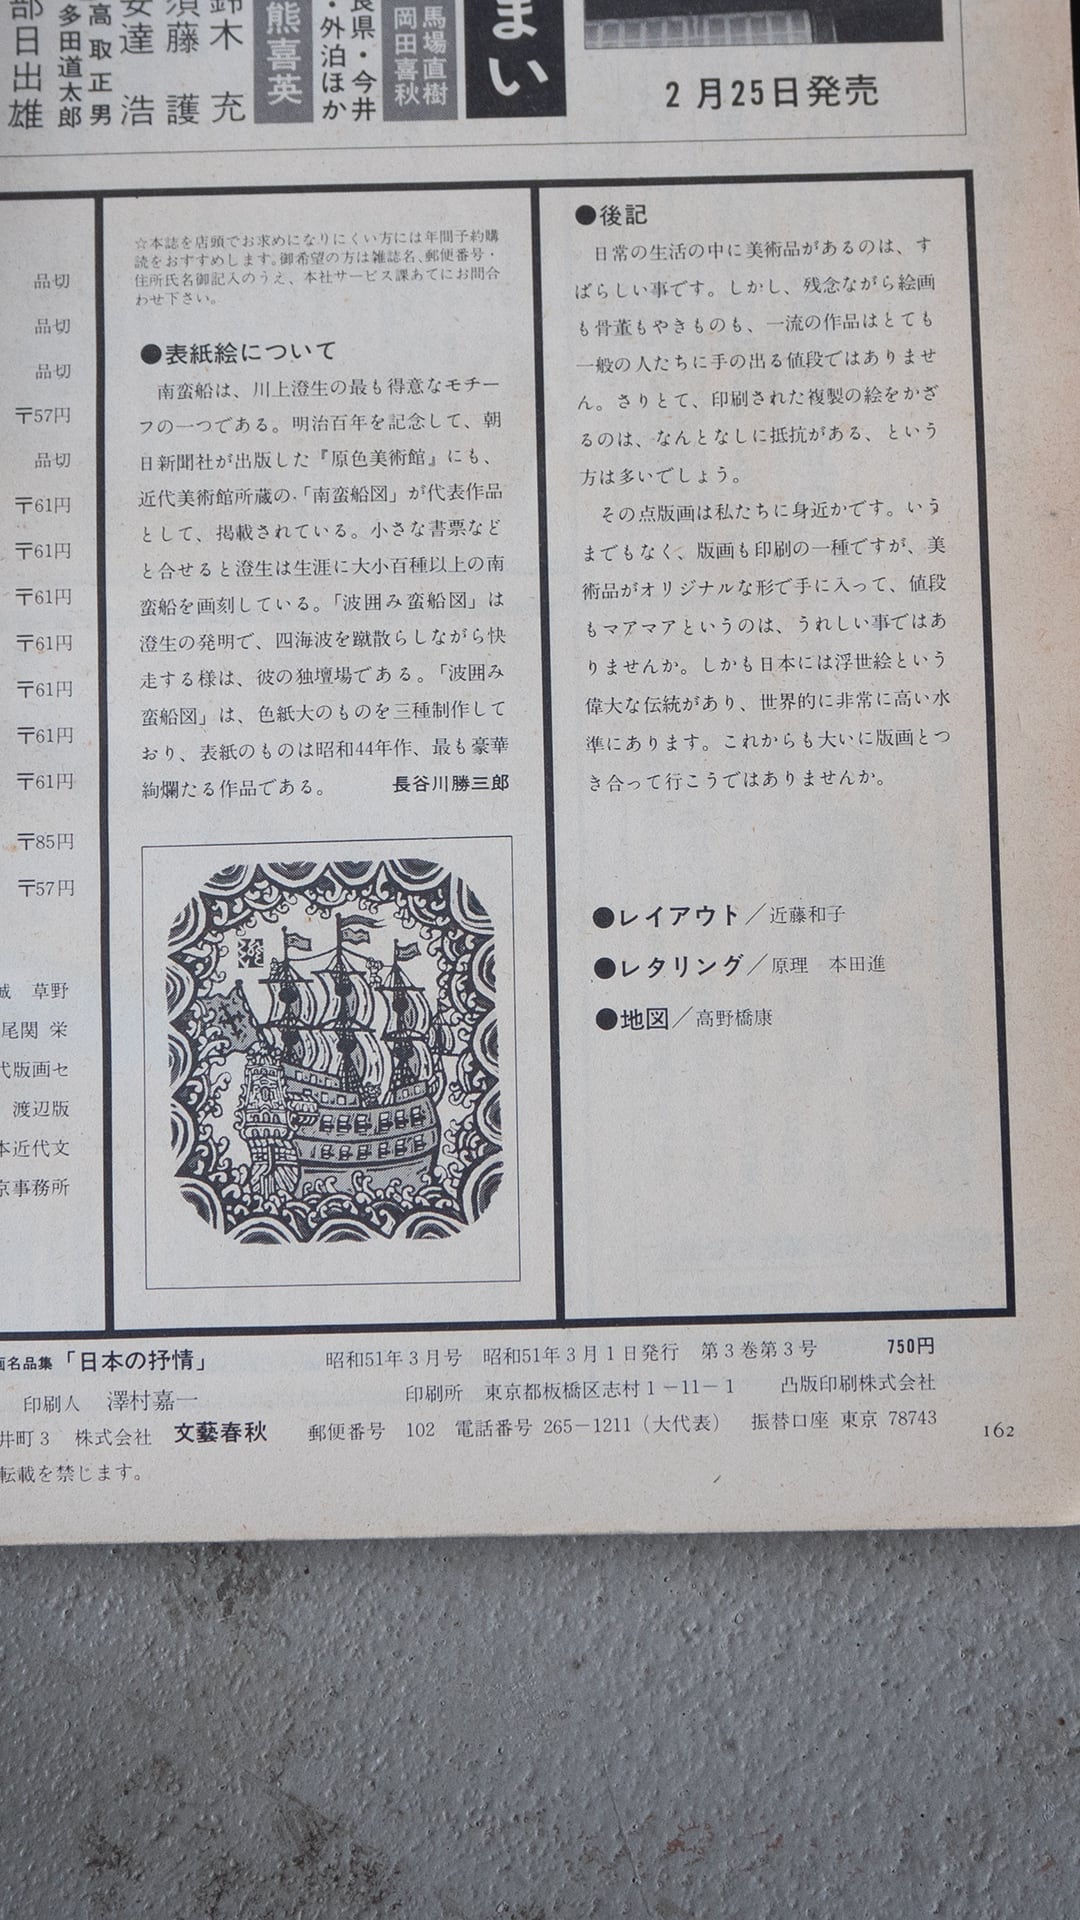 まい
馬場直樹
岡田喜秋
良県・今井
・外泊ほか
熊喜英
鈴木 充
須藤 護
安達 浩
高取正男
多田道太郎
部日出雄
2月25日発売
品切
品切
品切
〒57円
品切
〒61円
〒61円
〒61円
〒61円
〒61円
〒61円
〒61円
〒85円
〒57円
草野
尾関 栄
代版画セ
渡辺版
本近代文
京事務所
☆本誌を店頭でお求めになりにくい方には年間予約購
読をおすすめします。御希望の方は雑誌名、郵便番号・
住所氏名御記入のうえ、本社サービス課あてにお問合
わせ下さい。
●表紙絵について
南蛮船は、川上澄生の最も得意なモチー
フの一つである。明治百年を記念して、朝
日新聞社が出版した『原色美術館』にも、
近代美術館所蔵の「南蛮船図」が代表作品
として、掲載されている。小さな書票など
と合せると澄生は生涯に大小百種以上の南
蛮船を画刻している。「波囲み蛮船図」は
澄生の発明で、四海波を蹴散らしながら快
走する様は、彼の独壇場である。「波囲み
蛮船図」は、色紙大のものを三種制作して
おり、表紙のものは昭和44年作、最も豪華
絢爛たる作品である。 長谷川勝三郎
●後記
日常の生活の中に美術品があるのは、す
ばらしい事です。しかし、残念ながら絵画
も骨董もやきものも、一流の作品はとても
一般の人たちに手の出る値段ではありませ
ん。さりとて、印刷された複製の絵をかざ
るのは、なんとなしに抵抗がある、という
方は多いでしょう。
その点版画は私たちに身近かです。いう
までもなく、版画も印刷の一種ですが、美
術品がオリジナルな形で手に入って、値段
もマアマアというのは、うれしい事ではあ
りませんか。しかも日本には浮世絵という
偉大な伝統があり、世界的に非常に高い水
準にあります。これからも大いに版画とつ
き合って行こうではありませんか。
●レイアウト／近藤和子
●レタリング／原理 本田進
●地図／高野橋康
画名品集「日本の抒情」 昭和51年3月号 昭和51年3月1日発行 第3巻第3号 750円
印刷人 澤村嘉一 印刷所 東京都板橋区志村1−11−1 凸版印刷株式会社
井町3 株式会社 文藝春秋 郵便番号 102 電話番号 265−1211（大代表） 振替口座 東京 78743
転載を禁じます。
162